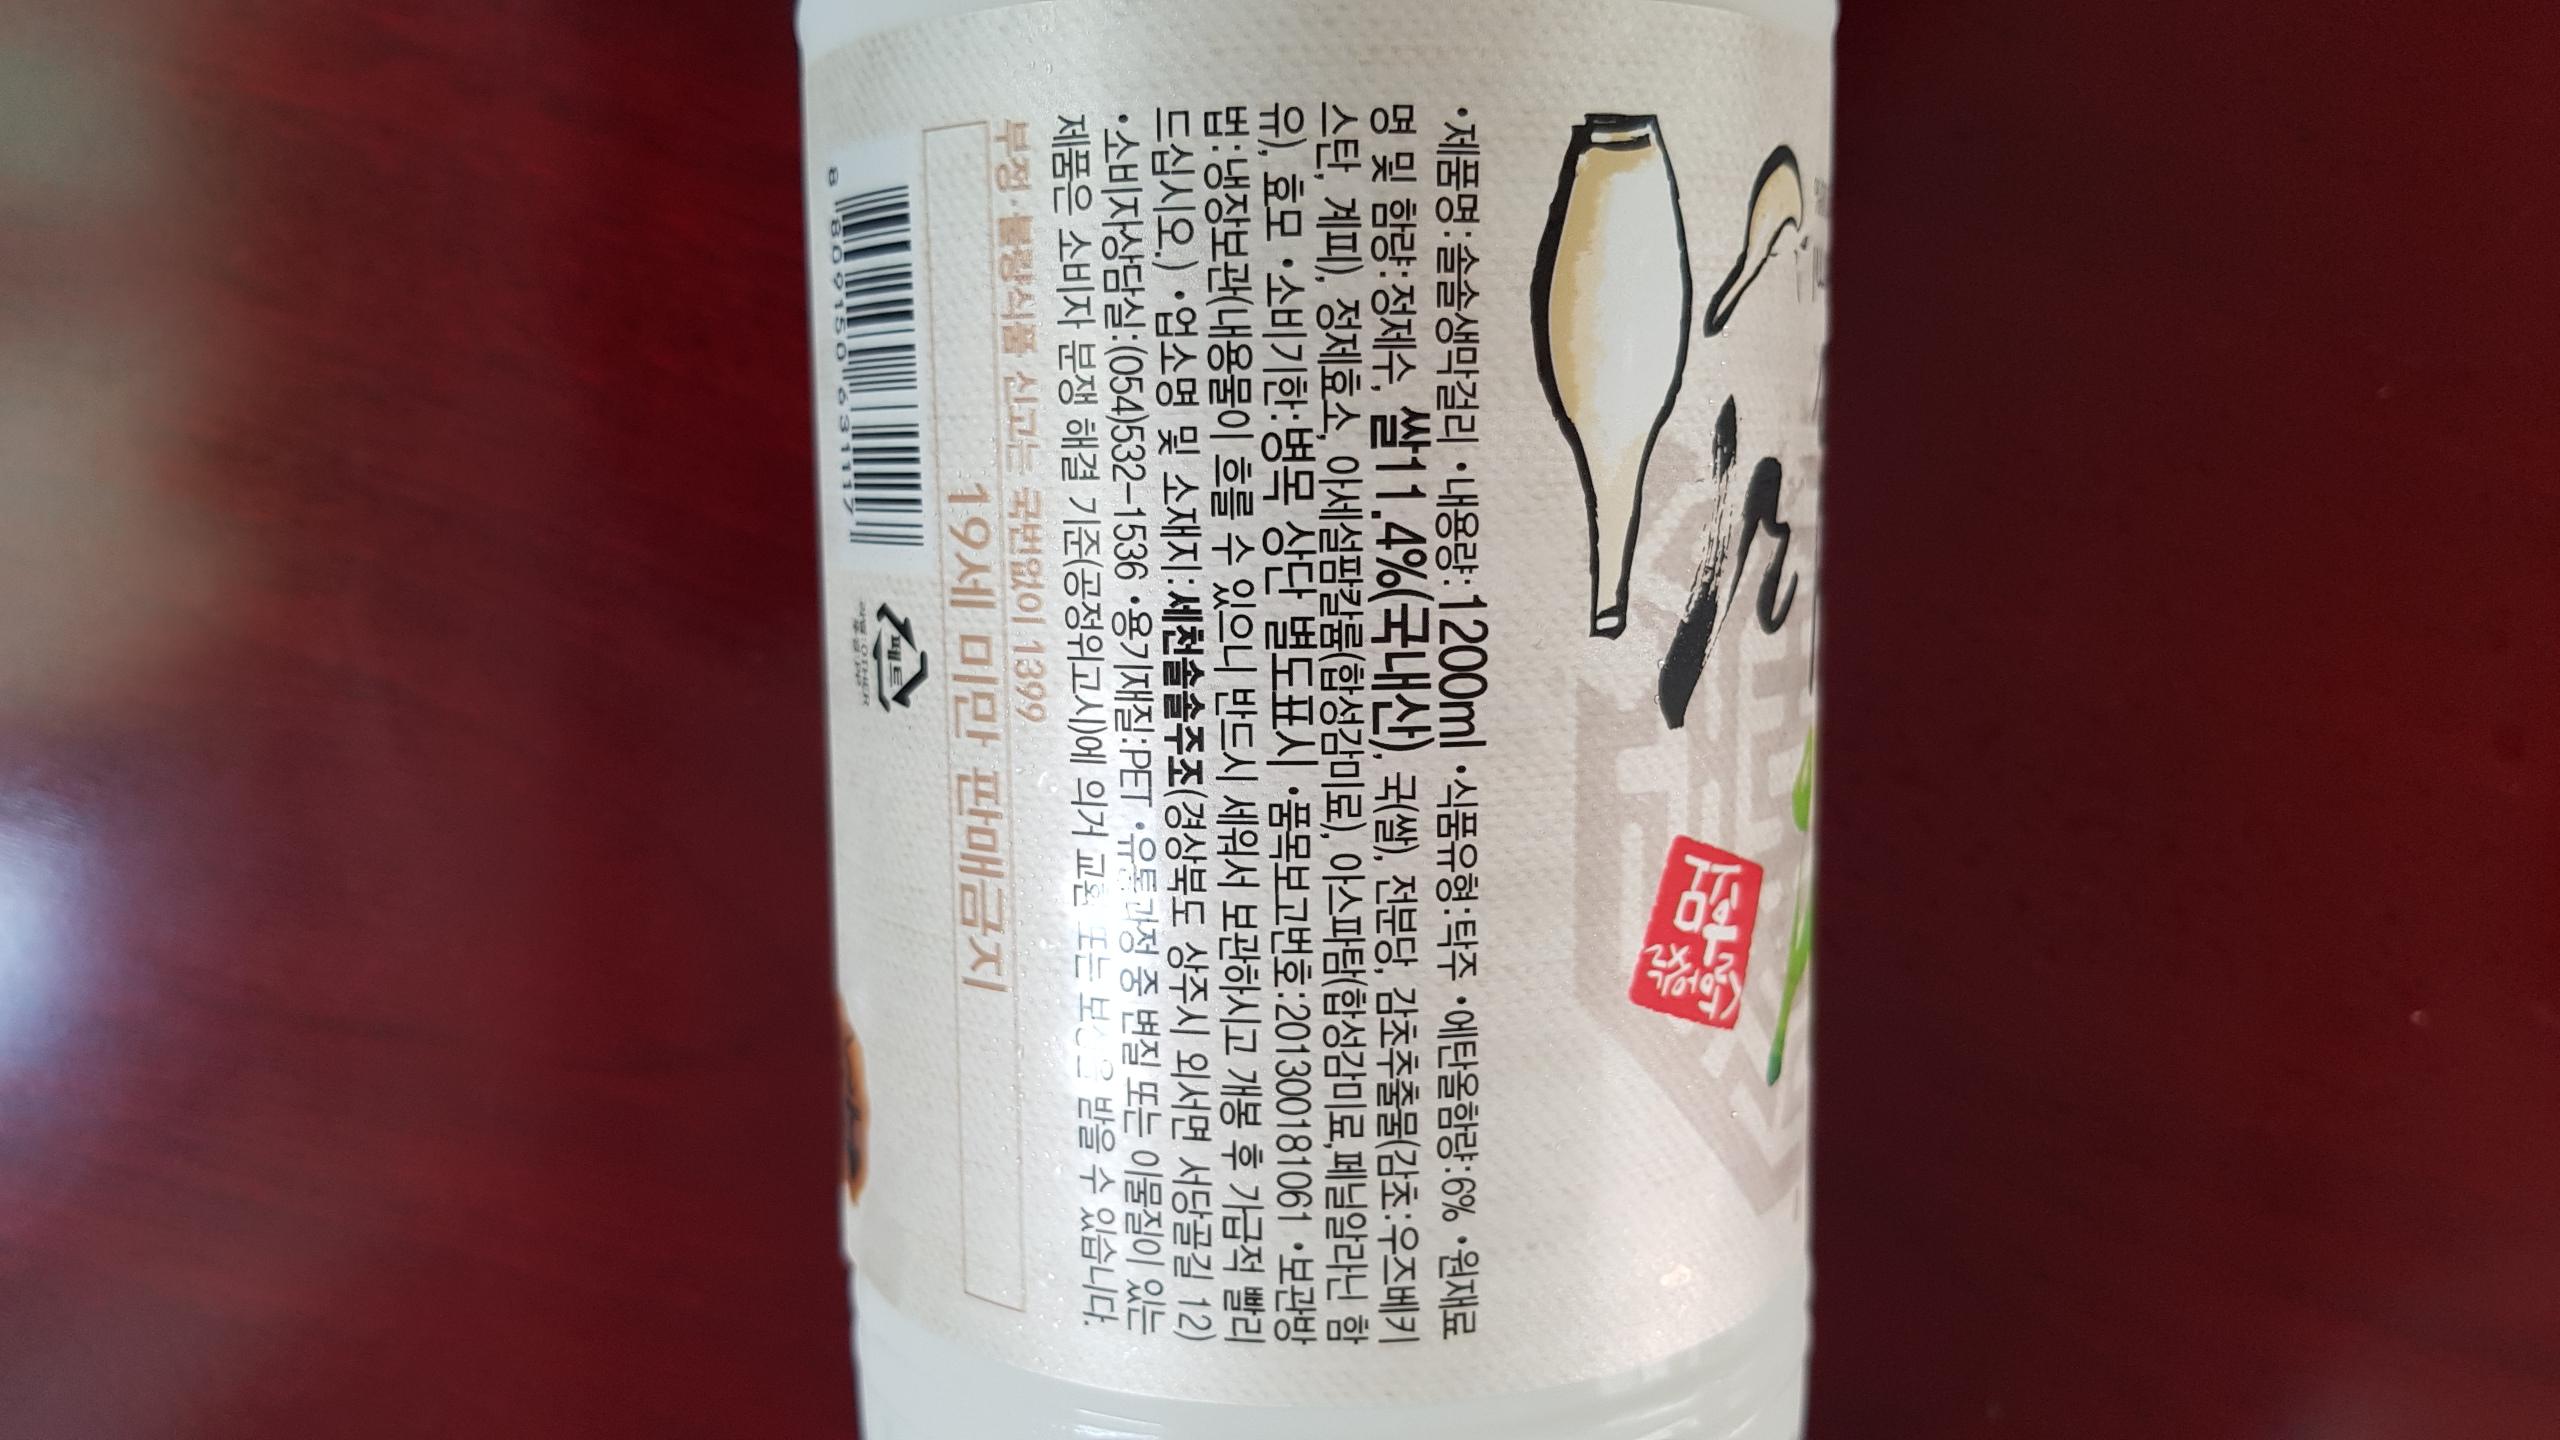 •제품명:솔솔생막걸리 •내용량:1200ml •식품유형:탁주 •에탄올함량:6% •원재료
명 및 함량:정제수, 쌀11.4%(국내산), 국(쌀), 전분당, 감초추출물(감초:우즈베키
스탄, 계피), 정제효소, 아세설팜칼륨(합성감미료), 아스파탐(합성감미료,페닐알라닌 함
유), 효모 •소비기한:병목 상단 별도표시 •품목보고번호:20130018106­1 •보관방
법:냉장보관(내용물이 흐를 수 있으니 반드시 세워서 보관하시고 개봉 후 가급적 빨리
드십시오.) •업소명 및 소재지:세천솔솔주조(경상북도 상주시 외서면 서당골길 12)
•소비자상담실:(054)532-1536 •용기재질:PET •유통과정 중 변질 또는 이물질이 있는
제품은 소비자 분쟁 해결 기준(공정위고시)에 의거 교환 또는 보상을 받을 수 있습니다.
부정·불량식품 신고는 국번없이 1399
19세 미만 판매금지
8 809150 631117
페트